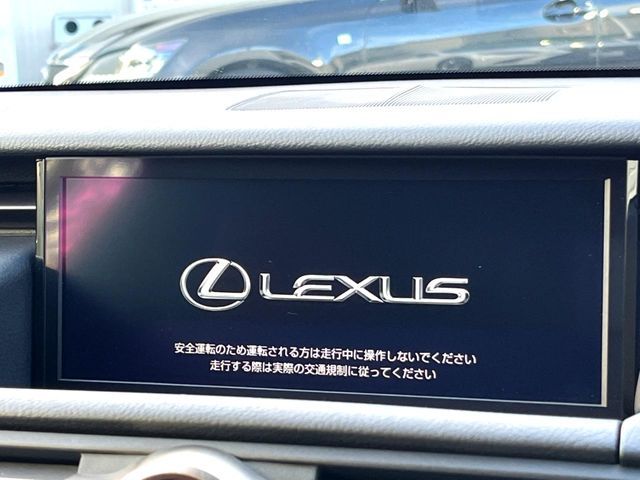 LEXUS
安全運転のため運転される方は走行中に操作しないでください
走行する際は実際の交通規制に従ってください